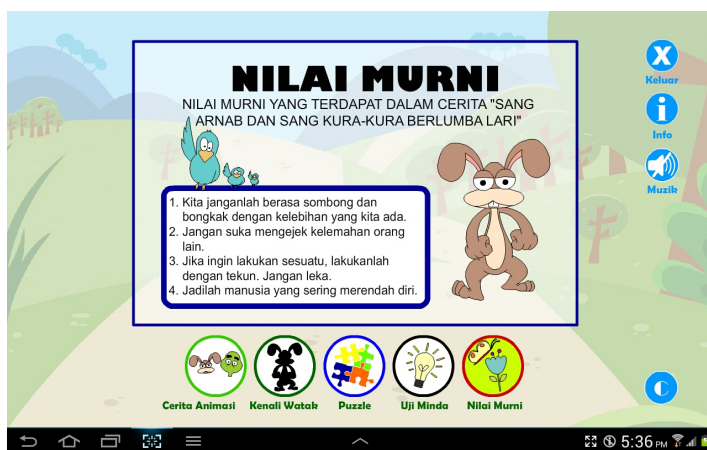 NILAI MURNI
NILAI MURNI YANG TERDAPAT DALAM CERITA "SANG
ARNAB DAN SANG KURA-KURA BERLUMBA LARI"
1. Kita janganlah berasa sombong dan
bongkak dengan kelebihan yang kita ada.
2. Jangan suka mengejek kelemahan orang
lain.
3. Jika ingin lakukan sesuatu, lakukanlah
dengan tekun. Jangan leka.
4. Jadilah manusia yang sering merendah diri.
X
Keluar
i
Info
Muzik
Cerita Animasi
Kenali Watak
Puzzle
Uji Minda
Nilai Murni
C
5:36 PM